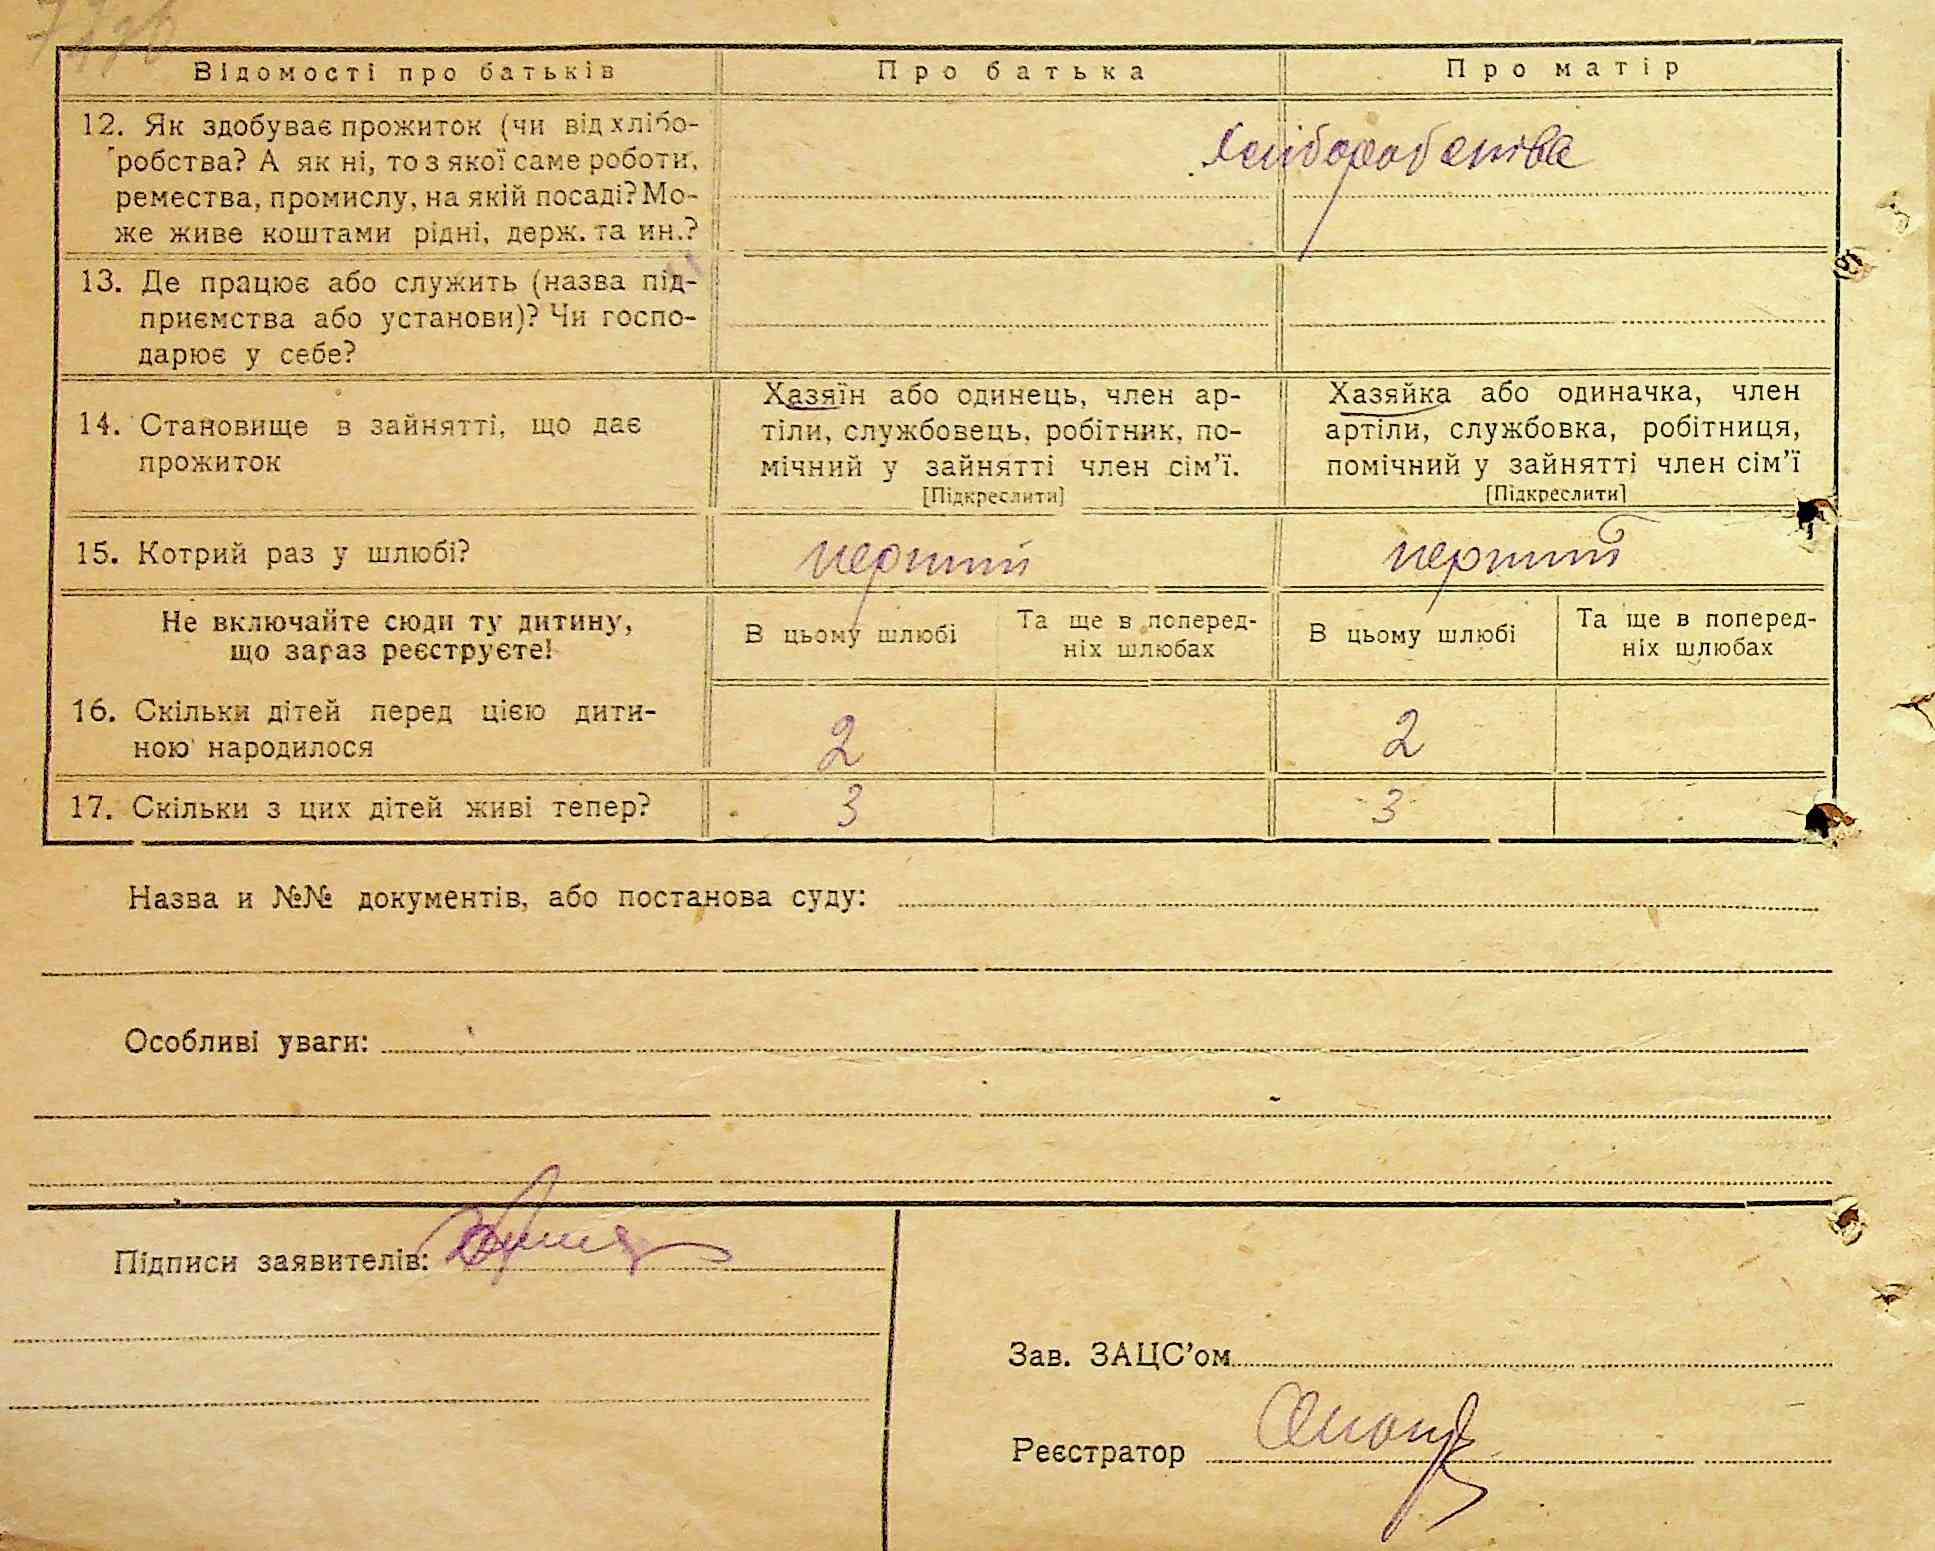 Відомості про батьків
Про батька
Про матір
12. Як здобуває прожиток (чи від хлібо-
робства? А як ні, то з якої саме роботи,
ремества, промислу, на якій посаді? Мо-
же живе коштами рідні, держ. та ин.?
хліборобства
13. Де працює або служить (назва під-
приємства або установи)? Чи госпо-
дарює у себе?
14. Становище в зайнятті, що дає
прожиток
Хазяїн або одинець, член ар-
тіли, службовець, робітник, по-
мічний у зайнятті член сім'ї.
[Підкреслити]
Хазяйка або одиначка, член
артіли, службовка, робітниця,
помічний у зайнятті член сім'ї
[Підкреслити]
15. Котрий раз у шлюбі?
перший
перший
Не включайте сюди ту дитину,
що зараз реєструєте!
В цьому шлюбі
Та ще в поперед-
ніх шлюбах
В цьому шлюбі
Та ще в поперед-
ніх шлюбах
16. Скільки дітей перед цією дити-
ною народилося
2
2
17. Скільки з цих дітей живі тепер?
3
3
Назва и №№ документів, або постанова суду:
Особливі уваги:
Підписи заявителів:
Зав. ЗАЦС'ом
Реєстратор